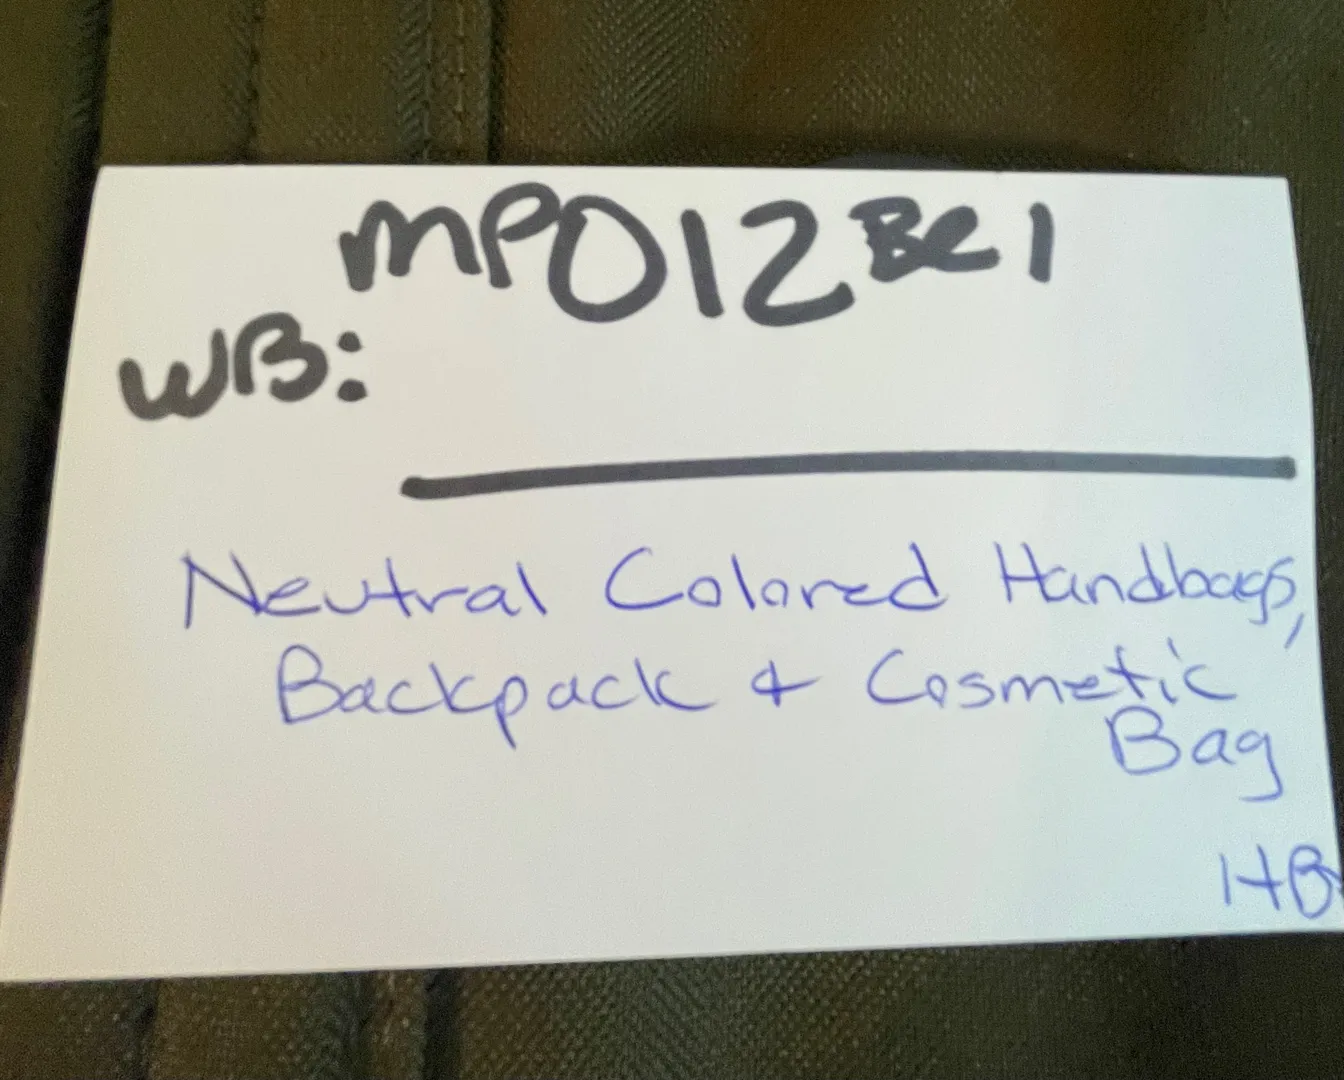 MP012BC1
WB:
Neutral Colored Handbags,
Backpack & Cosmetic
Bag
HB